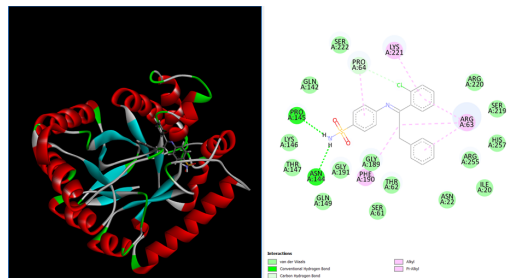 SER
222
LYS
221
PRO
64
GLN
142
Cl
ARG
220
SER
219
PRO
145
ARG
63
H
N
O
S
O
N
H
LYS
146
HIS
257
THR
147
ASN
144
GLY
191
GLY
189
PHE
190
THR
62
ARG
255
ILE
20
GLN
149
SER
61
ASN
22
Interactions
van der Waals
Conventional Hydrogen Bond
Carbon Hydrogen Bond
Alkyl
Pi-Alkyl